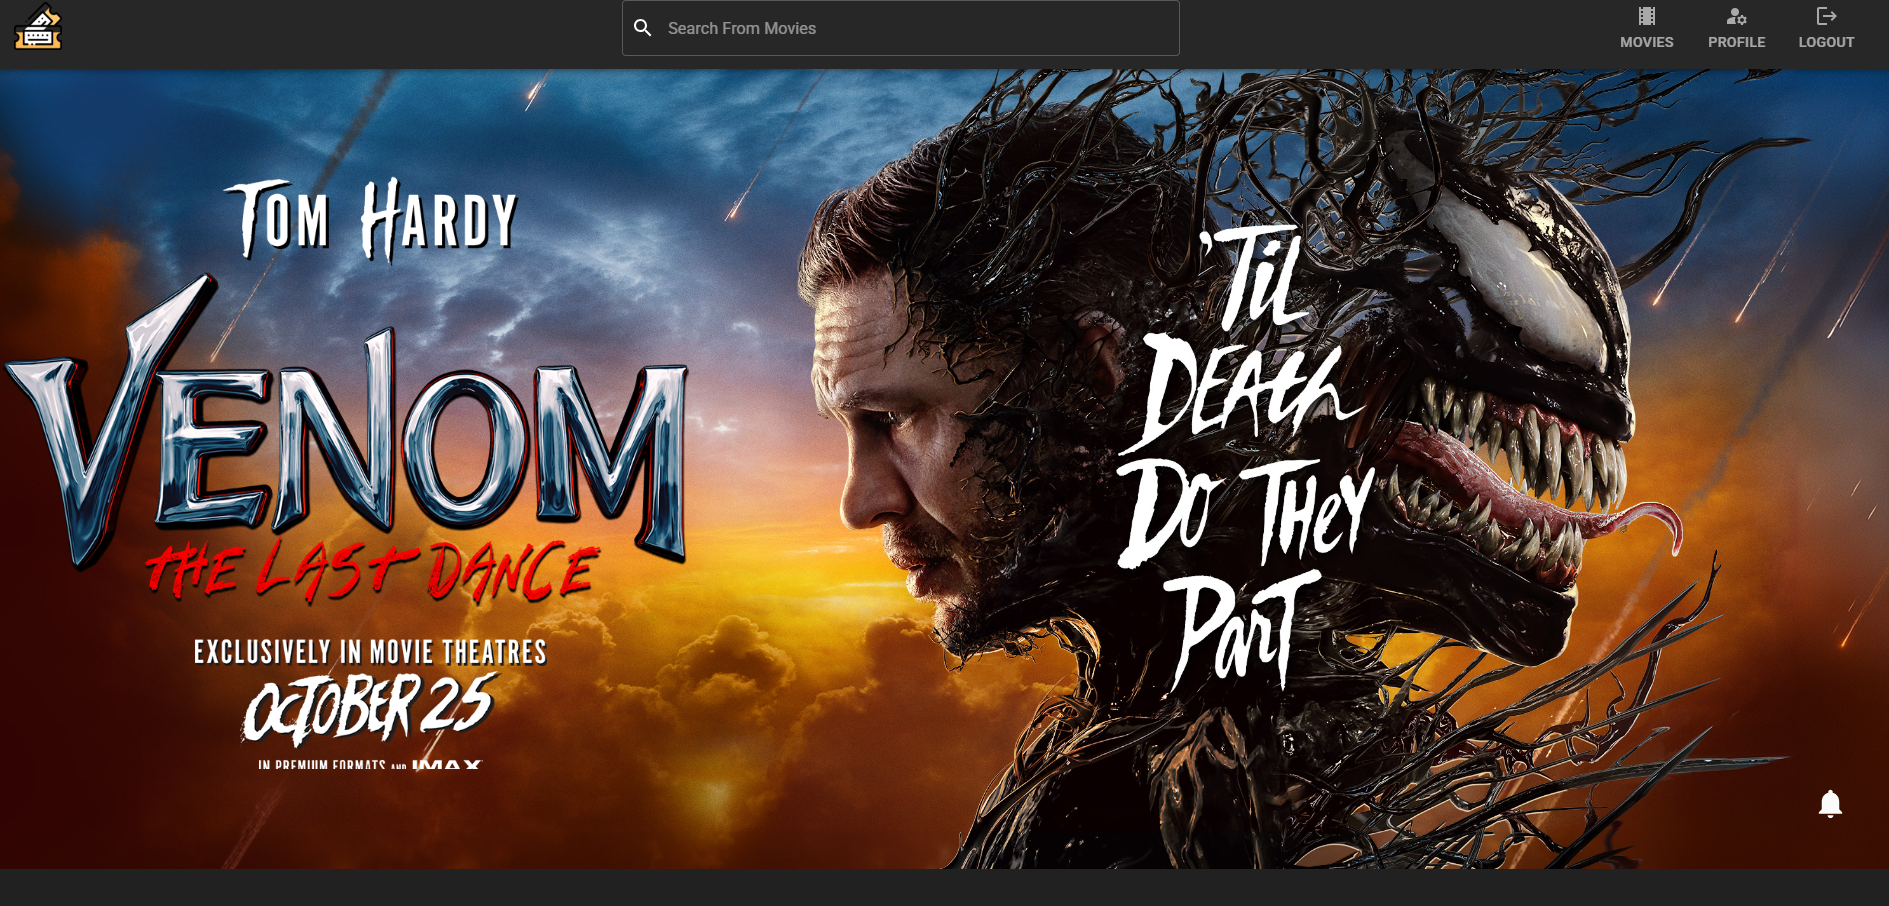 Search From Movies
MOVIES
PROFILE
LOGOUT
TOM HARDY
VENOM
THE LAST DANCE
EXCLUSIVELY IN MOVIE THEATRES
OCTOBER 25
IN PREMIUM FORMATS AND IMAX
'TIL
DEATH
DO THEY
PART